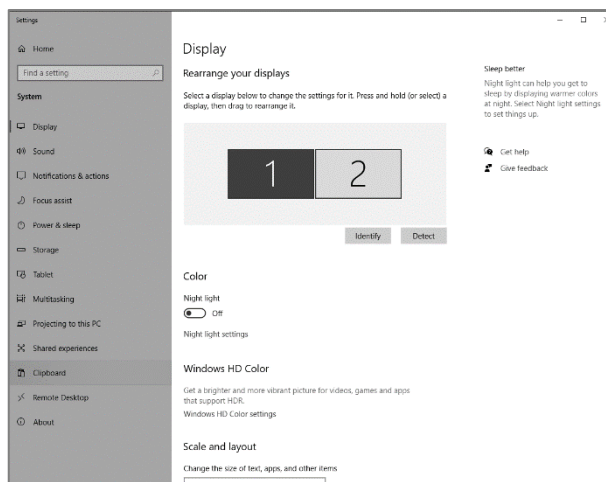 Settings
Home
Find a setting
System
Display
Sound
Notifications & actions
Focus assist
Power & sleep
Storage
Tablet
Multitasking
Projecting to this PC
Shared experiences
Clipboard
Remote Desktop
About
Display
Rearrange your displays
Select a display below to change the settings for it. Press and hold (or select) a
display, then drag to rearrange it.
1 2
Identify Detect
Color
Night light
Off
Night light settings
Windows HD Color
Get a brighter and more vibrant picture for videos, games and apps
that support HDR.
Windows HD Color settings
Scale and layout
Change the size of text, apps, and other items
Sleep better
Night light can help you get to
sleep by displaying warmer colors
at night. Select Night light settings
to set things up.
Get help
Give feedback